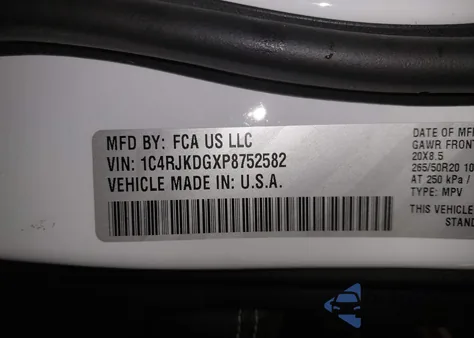 MFD BY: FCA US LLC
VIN: 1C4RJKDGXP8752582
VEHICLE MADE IN: U.S.A.
DATE OF MF
GAWR FRONT
20X8.5
265/50R20 10
AT 250 kPa /
TYPE: MPV
THIS VEHICLE
STAND